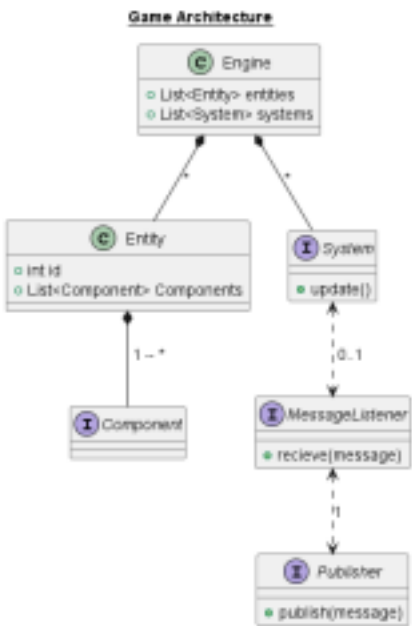 Game Architecture
C Engine
List<Entity> entities
List<System> systems
*
*
C Entity
int id
List<Component> Components
I System
update()
1 -- *
0..1
I Component
I MessageListener
recieve(message)
1
I Publisher
publish(message)